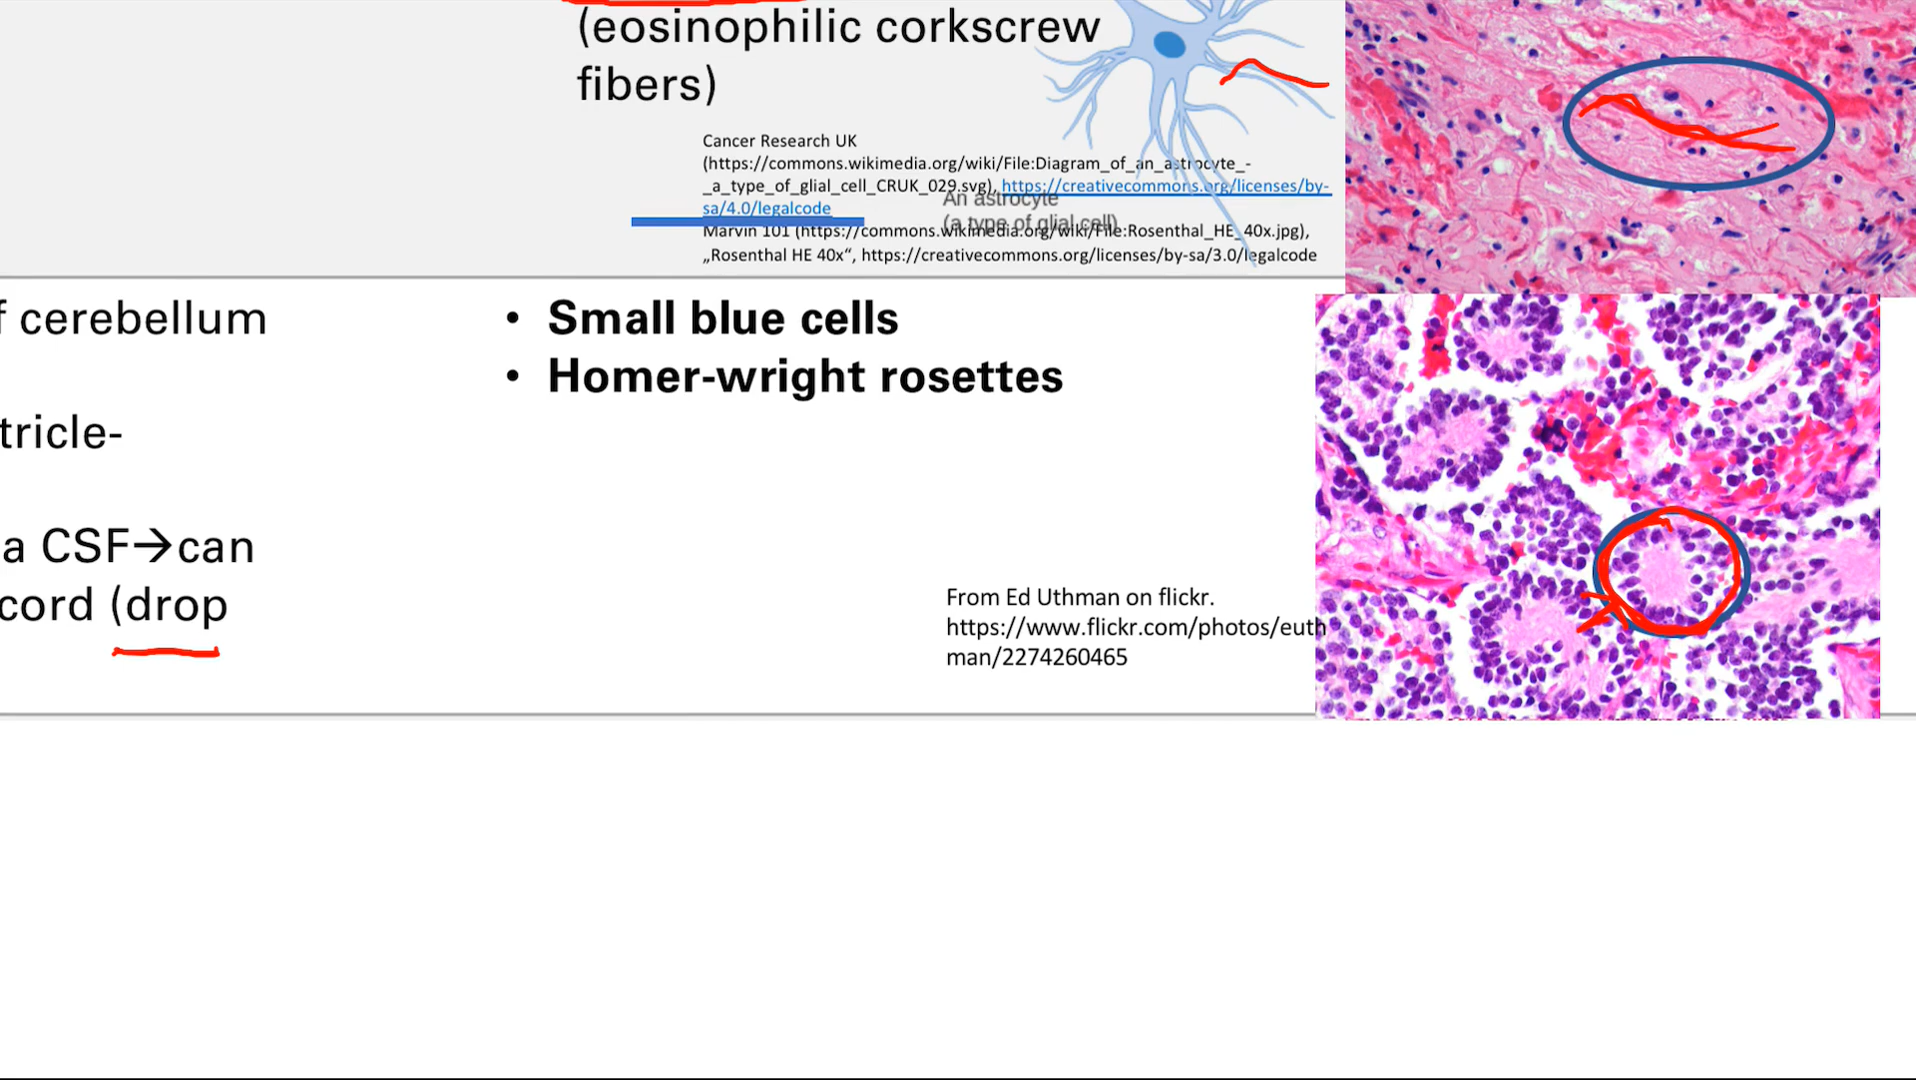 (eosinophilic corkscrew
fibers)
Cancer Research UK
(https://commons.wikimedia.org/wiki/File:Diagram_of_an_astrocyte_-
_a_type_of_glial_cell_CRUK_029.svg), https://creativecommons.org/licenses/by-
sa/4.0/legalcode
An astrocyte
(a type of glial cell)
Marvin 101 (https://commons.wikimedia.org/wiki/File:Rosenthal_HE_40x.jpg),
„Rosenthal HE 40x“, https://creativecommons.org/licenses/by-sa/3.0/legalcode
f cerebellum
tricle-
a CSF→can
cord (drop
• Small blue cells
• Homer-wright rosettes
From Ed Uthman on flickr.
https://www.flickr.com/photos/euth
man/2274260465